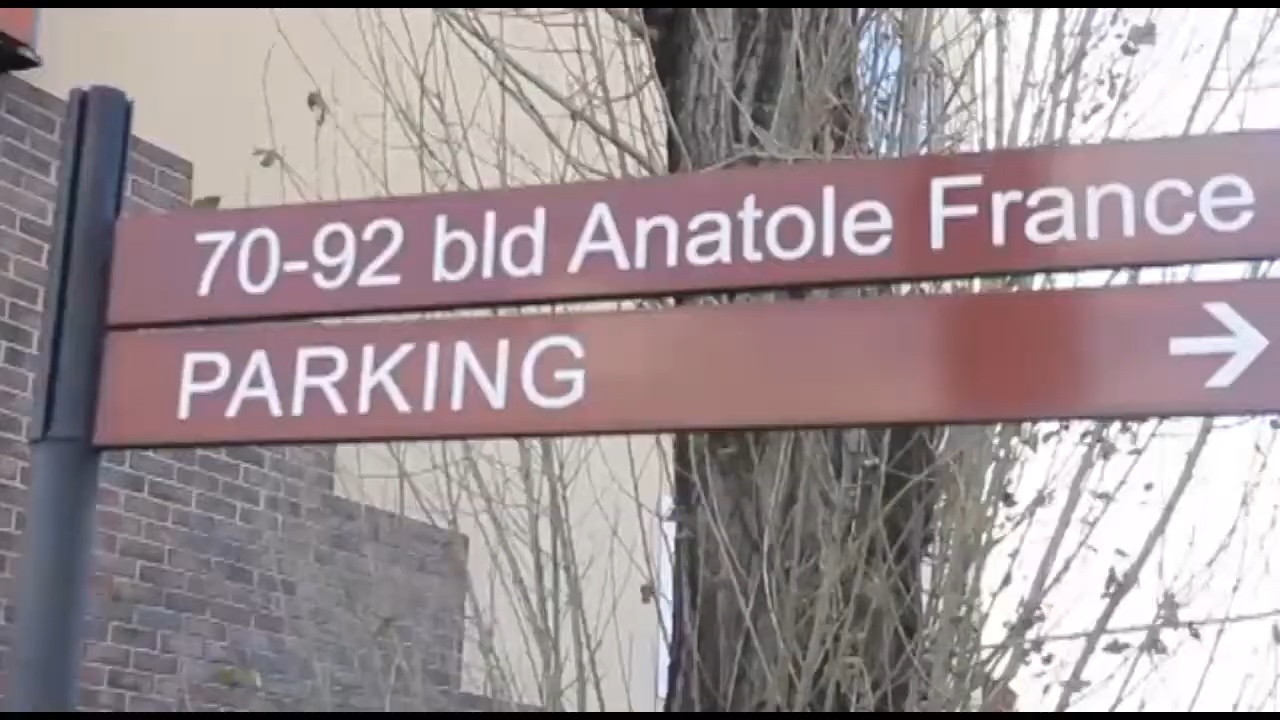 70-92 bld Anatole France
PARKING →